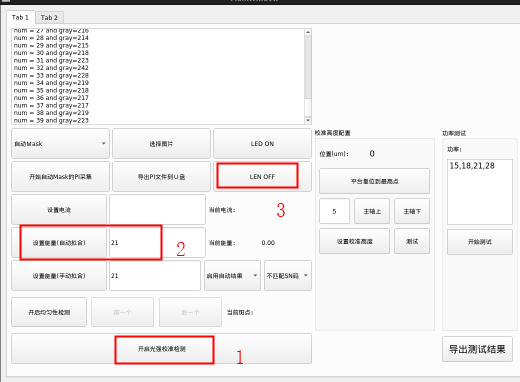 Tab 1 Tab 2
num = 27 and gray=216
num = 28 and gray=214
num = 29 and gray=215
num = 30 and gray=218
num = 31 and gray=223
num = 32 and gray=242
num = 33 and gray=228
num = 34 and gray=219
num = 35 and gray=218
num = 36 and gray=217
num = 37 and gray=217
num = 38 and gray=219
num = 39 and gray=223
自动Mask 选择图片 LED ON
开始自动Mask的PI采集 导出PI文件到U盘 LEN OFF
设置电流 当前电流: 3
设置能量(自动拟合) 21 2 当前能量: 0.00
设置能量(手动拟合) 21 启用自动结果 不匹配SN码
开启均匀性检测 前一个 后一个 当前斑点:
开启光强校准检测 1
校准高度配置
位置(um): 0
平台复位到最高点
5 主轴上 主轴下
设置校准高度 测试
功率测试
功率:
15,18,21,28
开始测试
导出测试结果